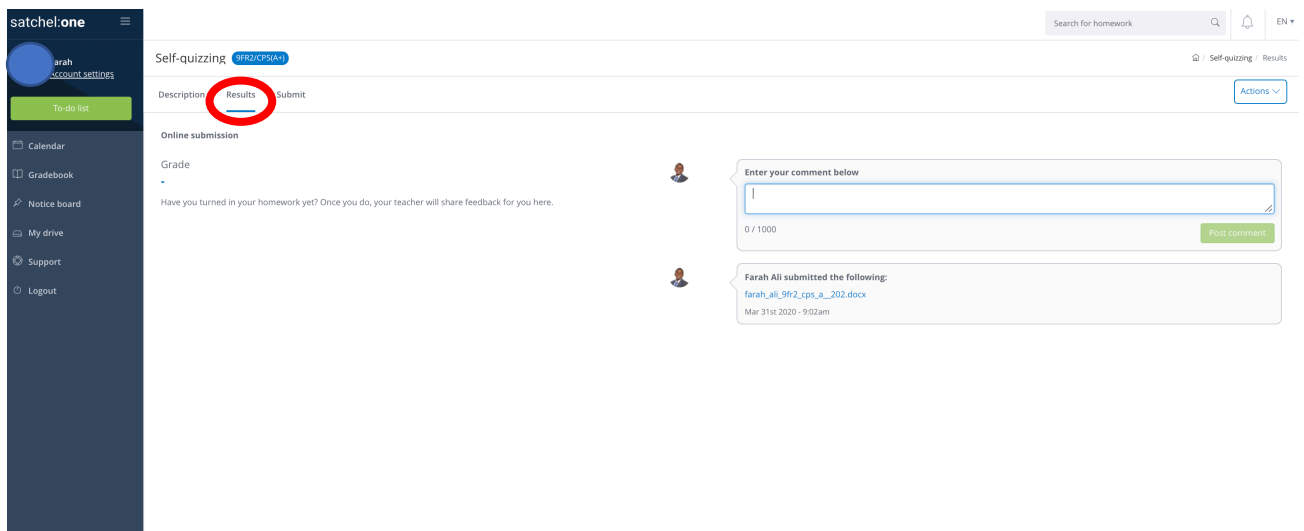 satchel:one
Search for homework
EN
arah
Account settings
To-do list
Calendar
Gradebook
Notice board
My drive
Support
Logout
Self-quizzing 9FR2/CPS(A+)
/ Self-quizzing / Results
Description Results Submit
Actions
Online submission
Grade
-
Have you turned in your homework yet? Once you do, your teacher will share feedback for you here.
Enter your comment below
0 / 1000
Post comment
Farah Ali submitted the following:
farah_ali_9fr2_cps_a__202.docx
Mar 31st 2020 - 9:02am